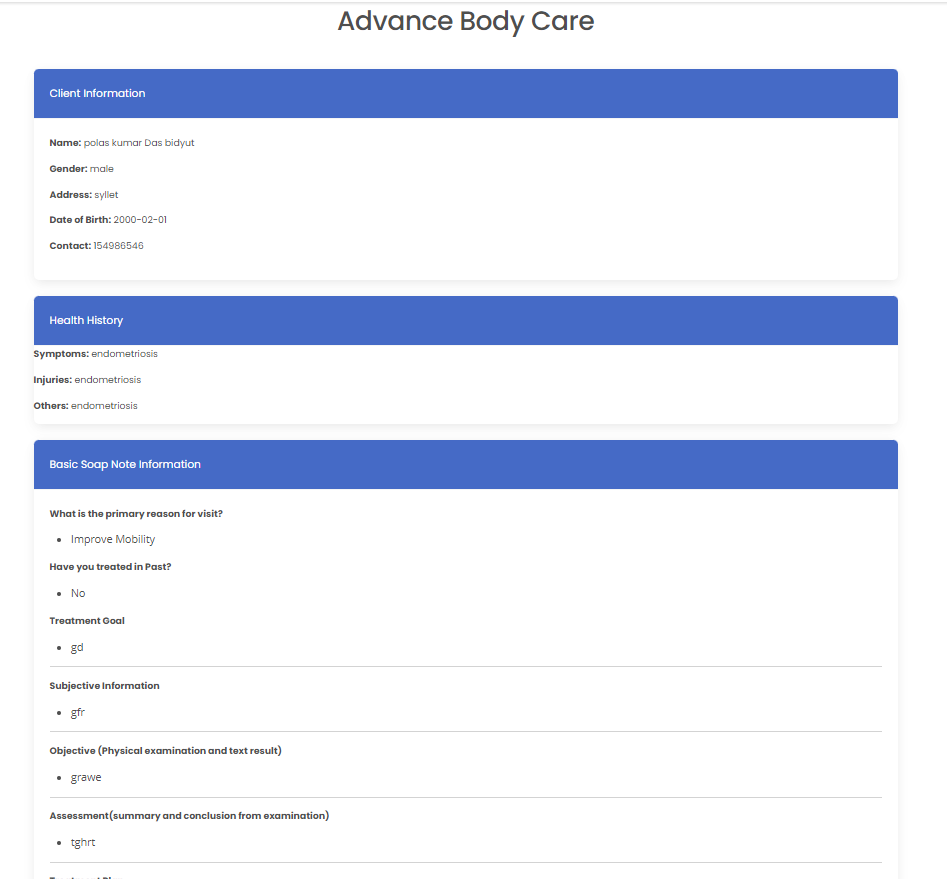 Advance Body Care
Client Information
Name: polas kumar Das bidyut
Gender: male
Address: syllet
Date of Birth: 2000-02-01
Contact: 154986546
Health History
Symptoms: endometriosis
Injuries: endometriosis
Others: endometriosis
Basic Soap Note Information
What is the primary reason for visit?
Improve Mobility
Have you treated in Past?
No
Treatment Goal
gd
Subjective Information
gfr
Objective (Physical examination and text result)
grawe
Assessment(summary and conclusion from examination)
tghrt